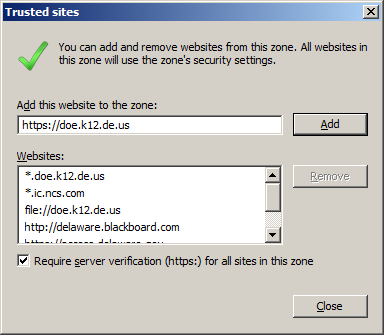 Trusted sites
You can add and remove websites from this zone. All websites in
this zone will use the zone's security settings.
Add this website to the zone:
https://doe.k12.de.us
Add
Websites:
*.doe.k12.de.us
*.ic.ncs.com
file://doe.k12.de.us
http://delaware.blackboard.com
Remove
Require server verification (https:) for all sites in this zone
Close